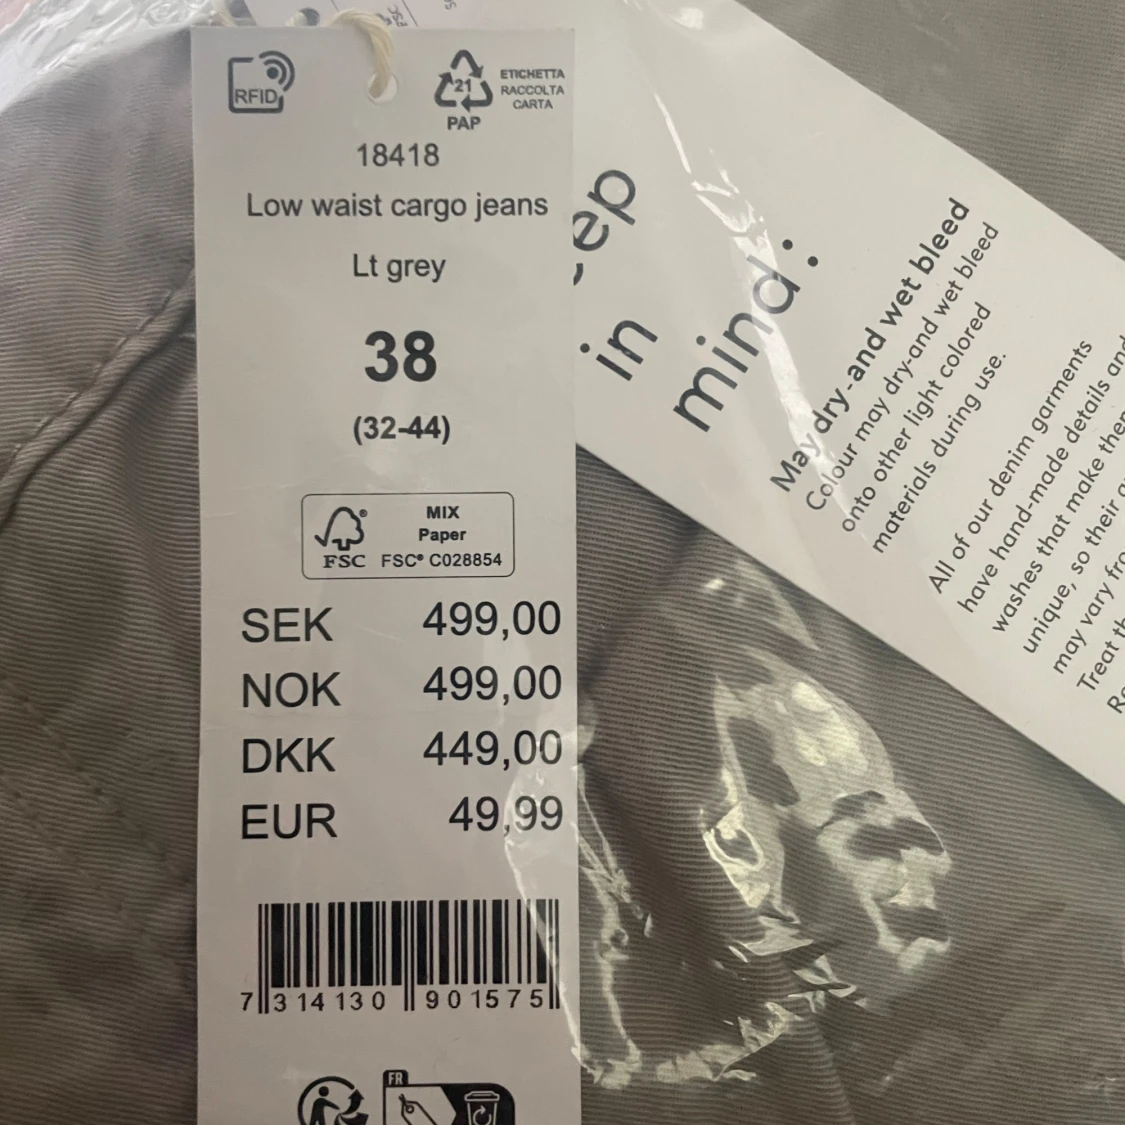 RFID
21
PAP
ETICHETTA
RACCOLTA
CARTA
18418
Low waist cargo jeans
Lt grey
38
(32-44)
MIX
Paper
FSC
FSC® C028854
SEK 499,00
NOK 499,00
DKK 449,00
EUR 49,99
7 314130 901575
FR
in
mind:
May dry-and wet bleed
Colour may dry-and wet bleed
onto other light colored
materials during use.
All of our denim garments
have hand-made details and
washes that make them
unique, so their
may vary
Treat